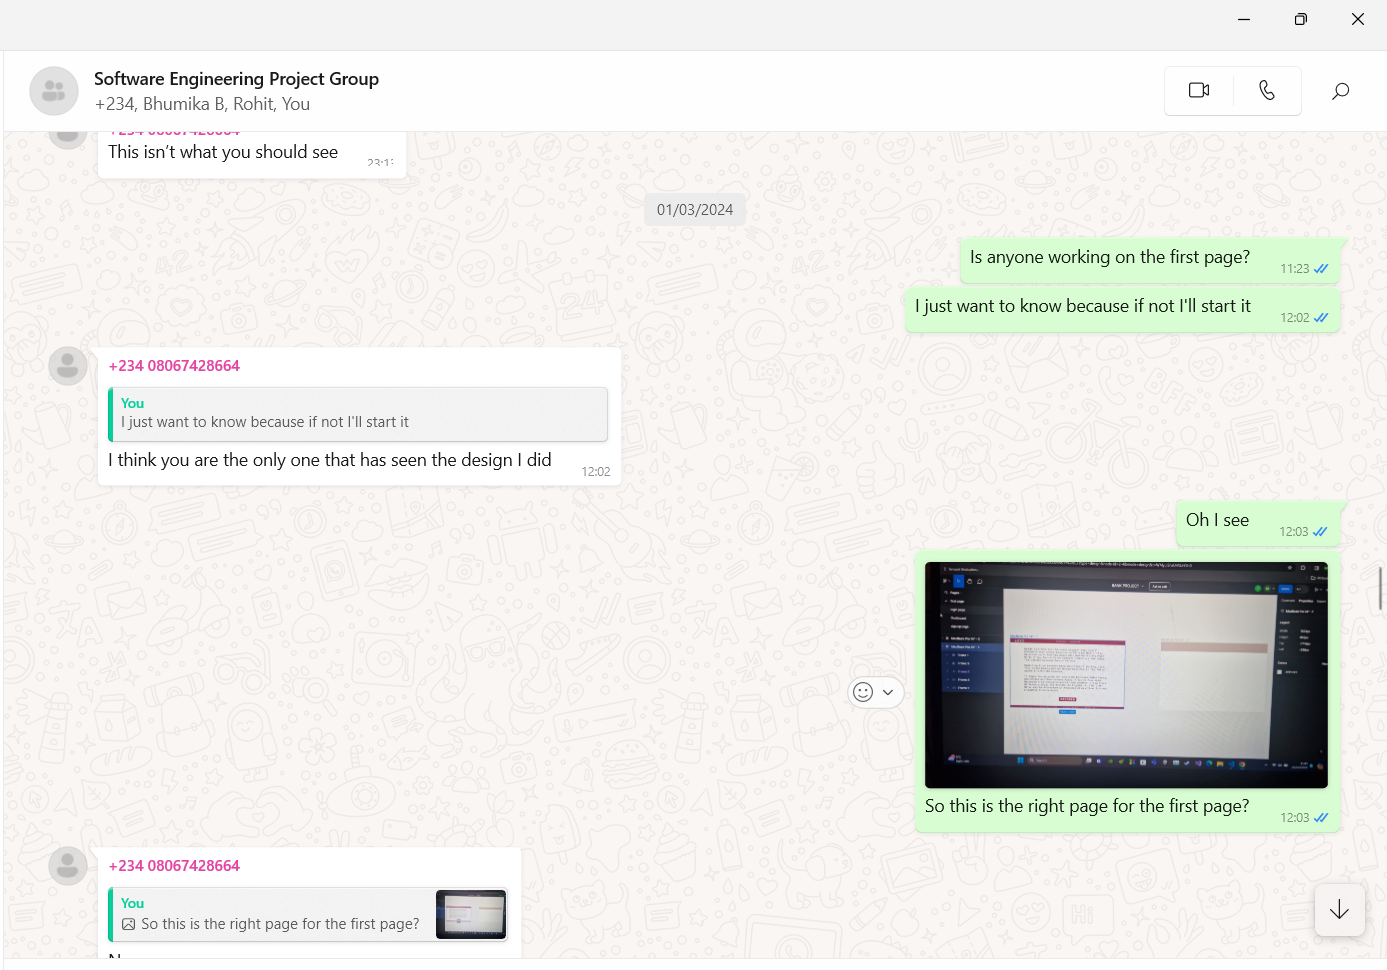 Software Engineering Project Group
+234, Bhumika B, Rohit, You
+234 08067428664
This isn't what you should see
01/03/2024
Is anyone working on the first page?
11:23
I just want to know because if not I'll start it
12:02
+234 08067428664
You
I just want to know because if not I'll start it
I think you are the only one that has seen the design I did
12:02
Oh I see
12:03
BANK PROJECT
So this is the right page for the first page?
12:03
+234 08067428664
You
So this is the right page for the first page?